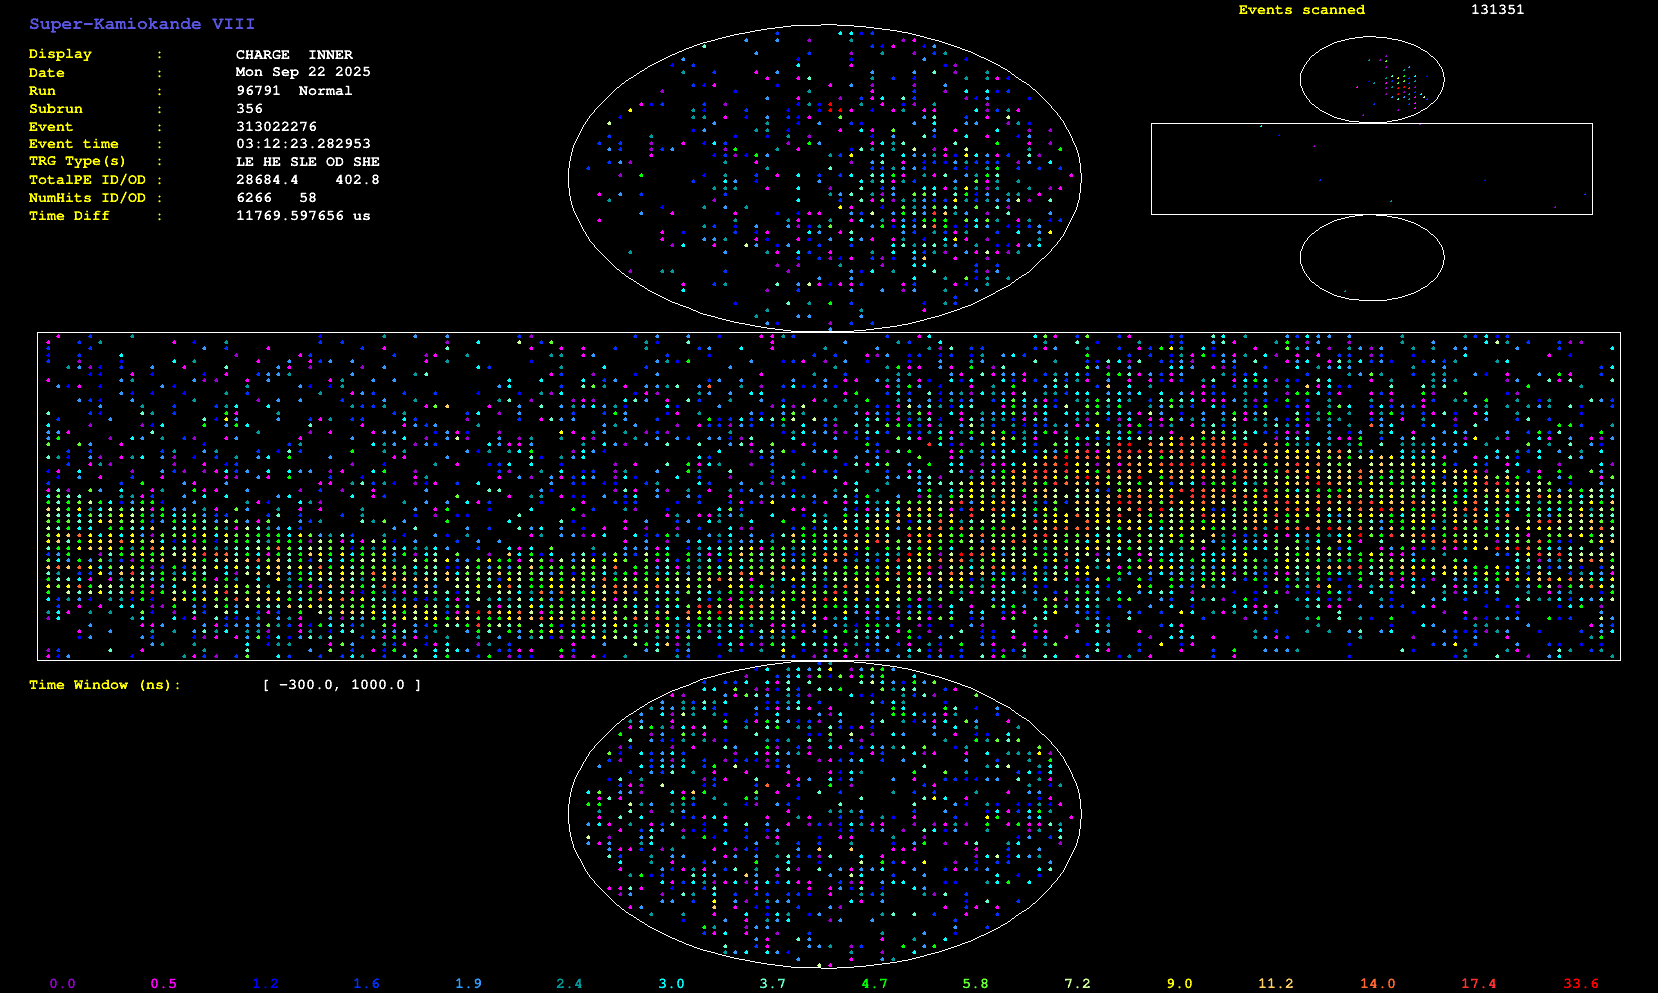 Super-Kamiokande VIII
Events scanned 131351
Display : CHARGE INNER
Date : Mon Sep 22 2025
Run : 96791 Normal
Subrun : 356
Event : 313022276
Event time : 03:12:23.282953
TRG Type(s) : LE HE SLE OD SHE
TotalPE ID/OD : 28684.4 402.8
NumHits ID/OD : 6266 58
Time Diff : 11769.597656 us
Time Window (ns): [ -300.0, 1000.0 ]
0.0 0.5 1.2 1.6 1.9 2.4 3.0 3.7 4.7 5.8 7.2 9.0 11.2 14.0 17.4 33.6